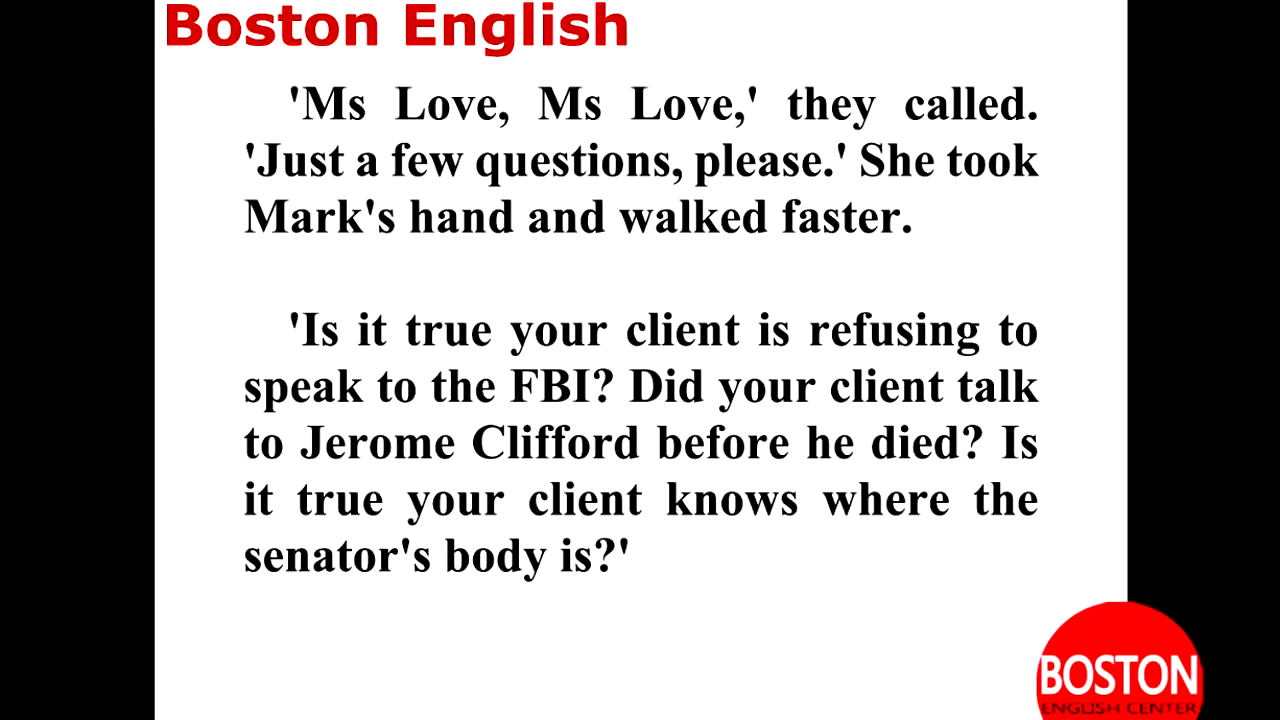 Boston English
'Ms Love, Ms Love,' they called.
'Just a few questions, please.' She took
Mark's hand and walked faster.
'Is it true your client is refusing to
speak to the FBI? Did your client talk
to Jerome Clifford before he died? Is
it true your client knows where the
senator's body is?'
BOSTON
ENGLISH CENTER